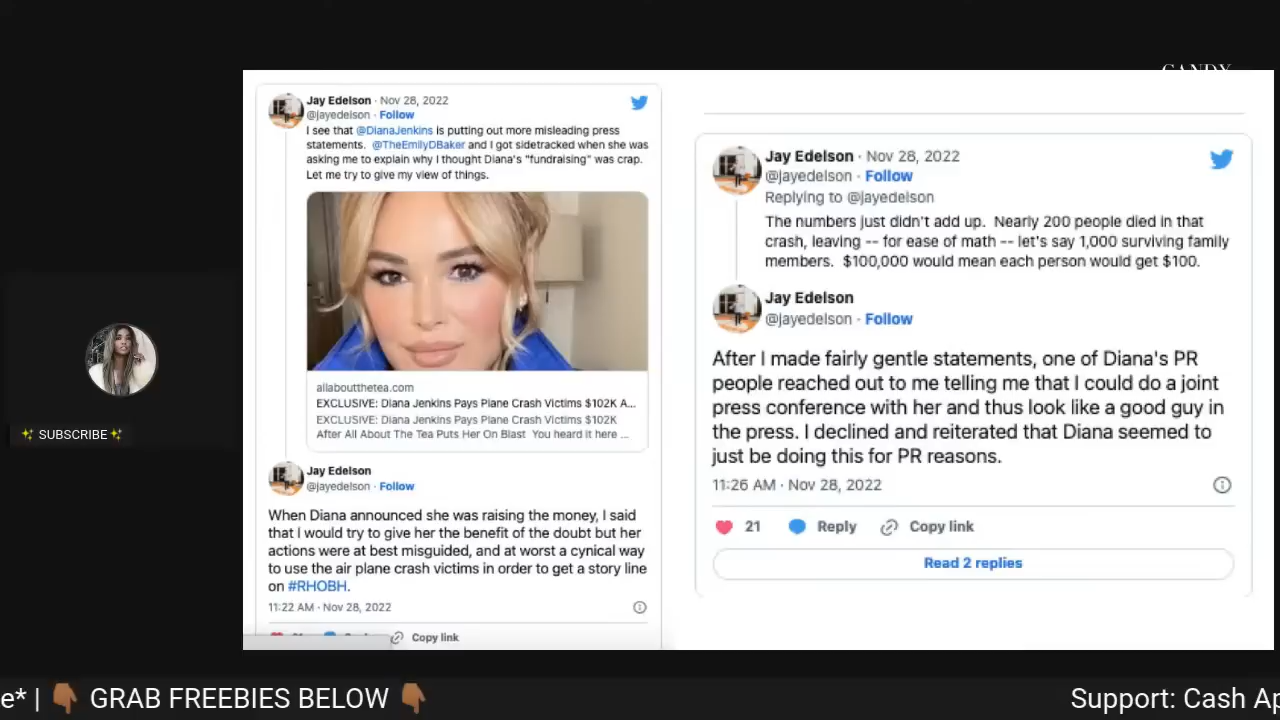 CANDY
Jay Edelson · Nov 28, 2022
@jayedelson · Follow
I see that @DianaJenkins is putting out more misleading press
statements. @TheEmilyDBaker and I got sidetracked when she was
asking me to explain why I thought Diana's "fundraising" was crap.
Let me try to give my view of things.
allaboutthetea.com
EXCLUSIVE: Diana Jenkins Pays Plane Crash Victims $102K A...
EXCLUSIVE: Diana Jenkins Pays Plane Crash Victims $102K
After All About The Tea Puts Her On Blast You heard it here ...
Jay Edelson
@jayedelson · Follow
When Diana announced she was raising the money, I said
that I would try to give her the benefit of the doubt but her
actions were at best misguided, and at worst a cynical way
to use the air plane crash victims in order to get a story line
on #RHOBH.
11:22 AM · Nov 28, 2022
Copy link
Jay Edelson · Nov 28, 2022
@jayedelson · Follow
Replying to @jayedelson
The numbers just didn't add up. Nearly 200 people died in that
crash, leaving -- for ease of math -- let's say 1,000 surviving family
members. $100,000 would mean each person would get $100.
Jay Edelson
@jayedelson · Follow
After I made fairly gentle statements, one of Diana's PR
people reached out to me telling me that I could do a joint
press conference with her and thus look like a good guy in
the press. I declined and reiterated that Diana seemed to
just be doing this for PR reasons.
11:26 AM · Nov 28, 2022
21 Reply Copy link
Read 2 replies
✨ SUBSCRIBE ✨
e* | 👇🏾 GRAB FREEBIES BELOW 👇🏾
Support: Cash Ap